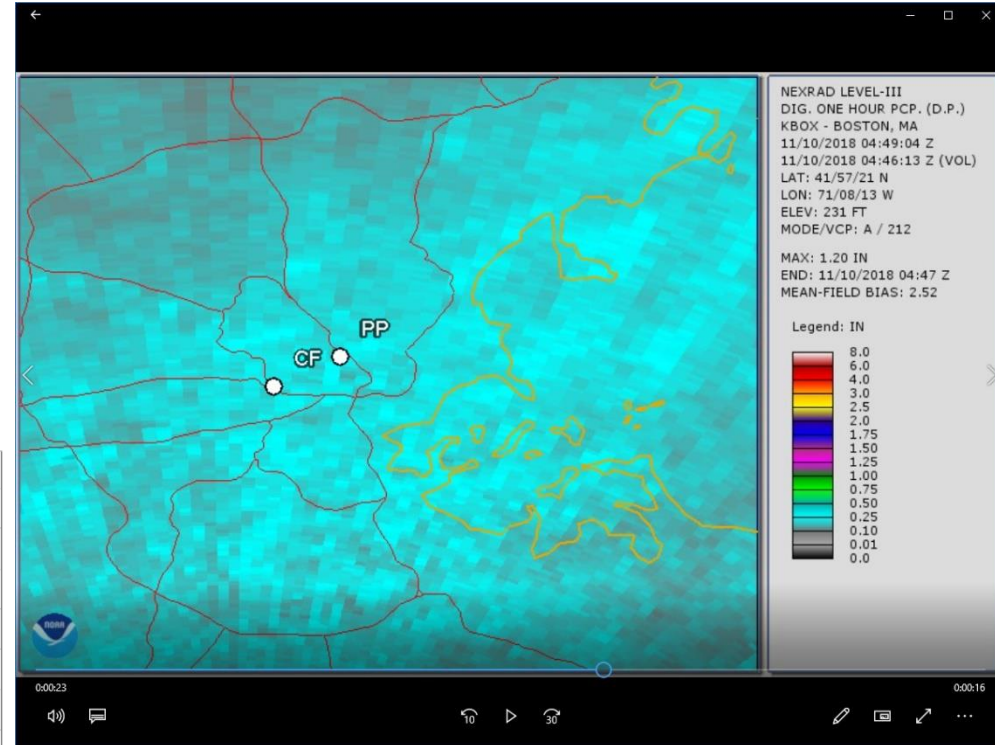 NEXRAD LEVEL-III
DIG. ONE HOUR PCP. (D.P.)
KBOX - BOSTON, MA
11/10/2018 04:49:04 Z
11/10/2018 04:46:13 Z (VOL)
LAT: 41/57/21 N
LON: 71/08/13 W
ELEV: 231 FT
MODE/VCP: A / 212
MAX: 1.20 IN
END: 11/10/2018 04:47 Z
MEAN-FIELD BIAS: 2.52
Legend: IN
8.0
6.0
4.0
3.0
2.5
2.0
1.75
1.50
1.25
1.00
0.75
0.50
0.25
0.10
0.01
0.0
PP
CF
NOAA
0:00:23
0:00:16
10
30